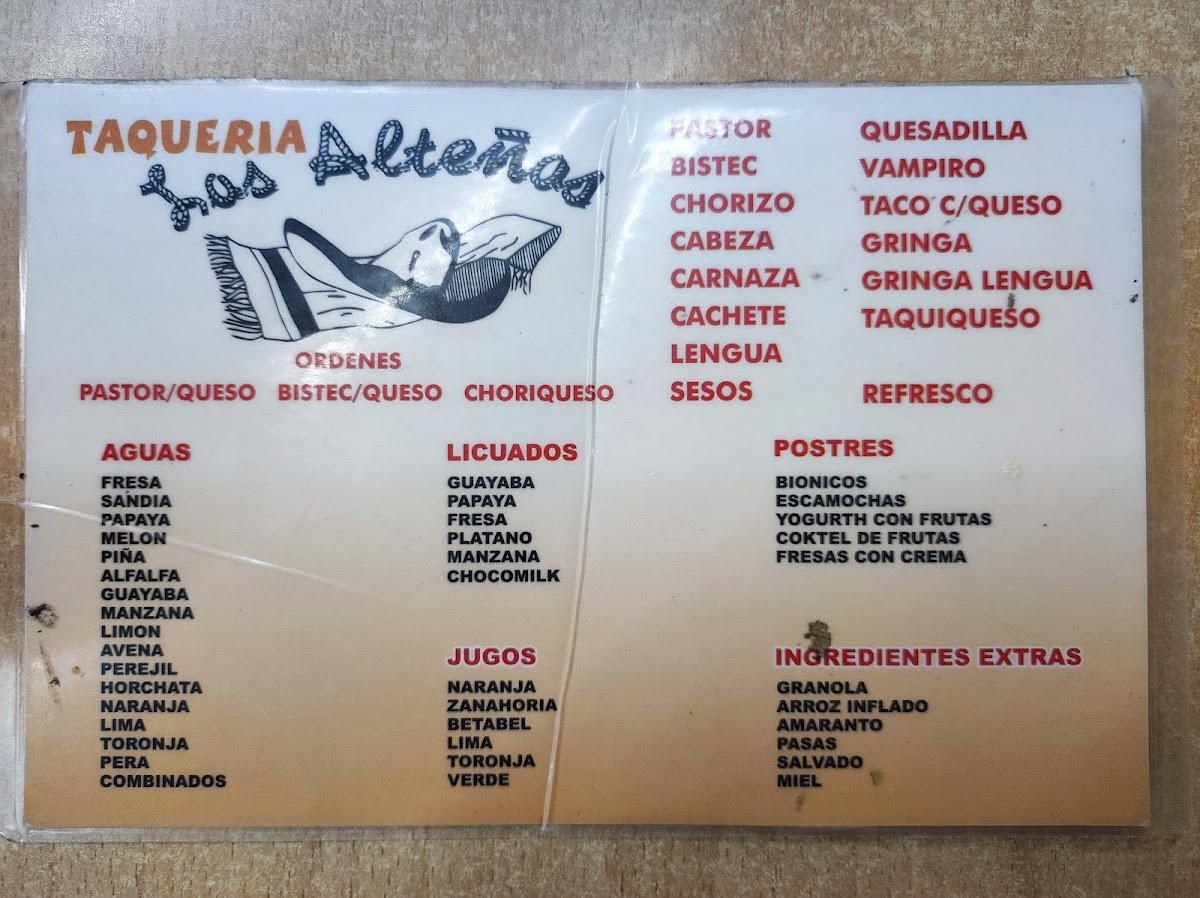 TAQUERIA
Las Alteñas
ORDENES
PASTOR/QUESO BISTEC/QUESO CHORIQUESO
PASTOR
BISTEC
CHORIZO
CABEZA
CARNAZA
CACHETE
LENGUA
SESOS
QUESADILLA
VAMPIRO
TACO C/QUESO
GRINGA
GRINGA LENGUA
TAQUIQUESO
REFRESCO
AGUAS
FRESA
SANDIA
PAPAYA
MELON
PIÑA
ALFALFA
GUAYABA
MANZANA
LIMON
AVENA
PEREJIL
HORCHATA
NARANJA
LIMA
TORONJA
PERA
COMBINADOS
LICUADOS
GUAYABA
PAPAYA
FRESA
PLATANO
MANZANA
CHOCOMILK
JUGOS
NARANJA
ZANAHORIA
BETABEL
LIMA
TORONJA
VERDE
POSTRES
BIONICOS
ESCAMOCHAS
YOGURTH CON FRUTAS
COKTEL DE FRUTAS
FRESAS CON CREMA
INGREDIENTES EXTRAS
GRANOLA
ARROZ INFLADO
AMARANTO
PASAS
SALVADO
MIEL